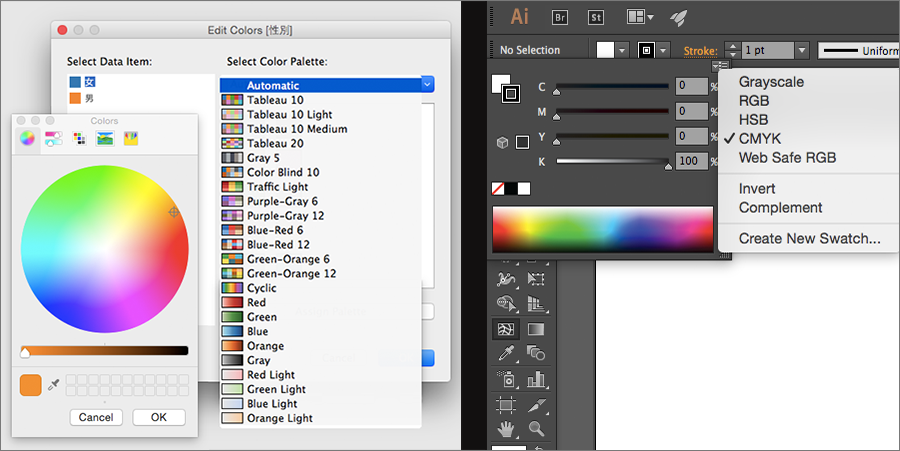 Edit Colors [性別]
Select Data Item:
女
男
Select Color Palette:
Automatic
Tableau 10
Tableau 10 Light
Tableau 10 Medium
Tableau 20
Gray 5
Color Blind 10
Traffic Light
Purple-Gray 6
Purple-Gray 12
Blue-Red 6
Blue-Red 12
Green-Orange 6
Green-Orange 12
Cyclic
Red
Green
Blue
Orange
Gray
Red Light
Green Light
Blue Light
Orange Light
Colors
Cancel
OK
Ai
Br
St
No Selection
Stroke:
1 pt
Uniform
C
0
%
M
0
%
Y
0
%
K
100
%
Grayscale
RGB
HSB
CMYK
Web Safe RGB
Invert
Complement
Create New Swatch...